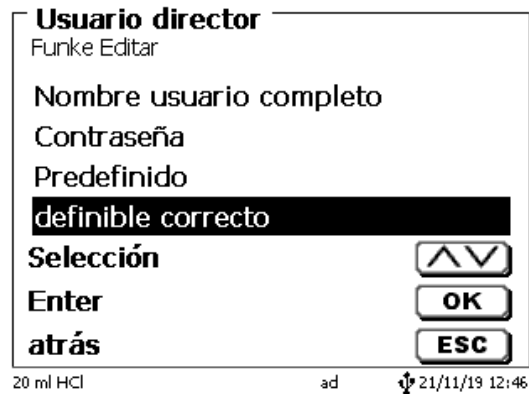 Usuario director
Funke Editar
Nombre usuario completo
Contraseña
Predefinido
definible correcto
Selección
Enter OK
atrás ESC
20 ml HCl ad 21/11/19 12:46